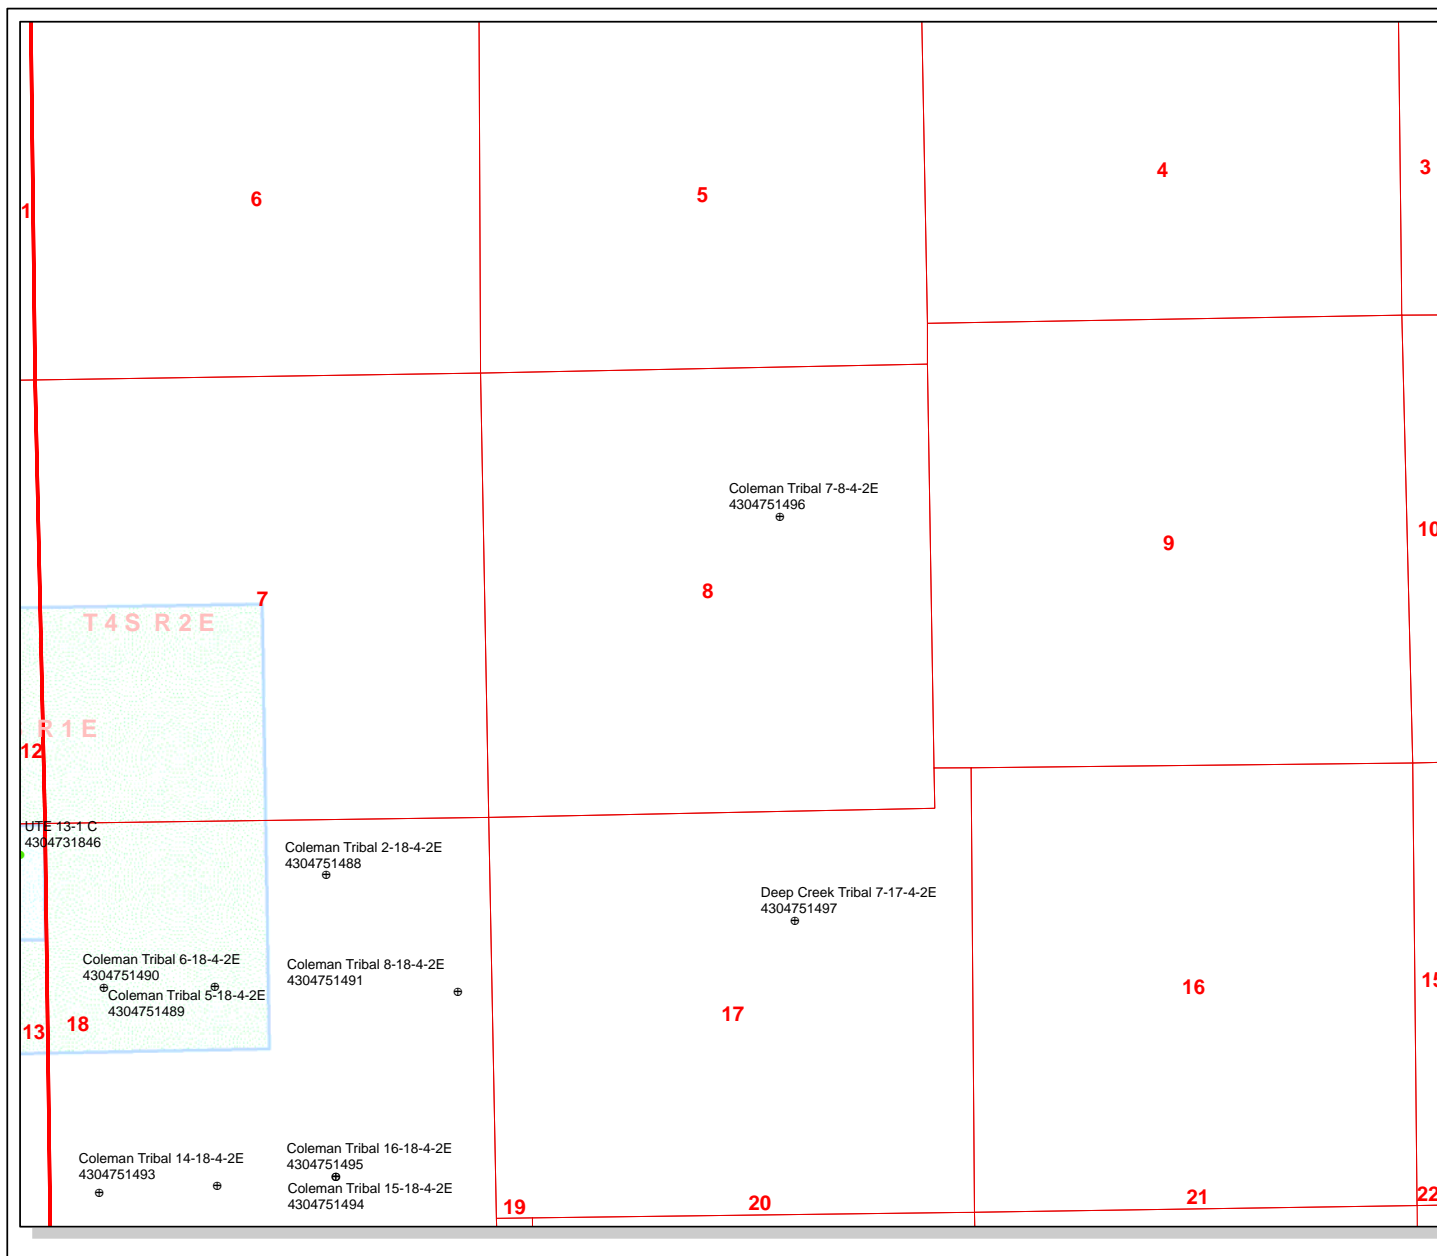 4
3
5
6
1
Coleman Tribal 7-8-4-2E
4304751496
10
9
8
7
T 4 S R 2 E
R 1 E
12
UTE 13-1 C
4304731846
Coleman Tribal 2-18-4-2E
4304751488
Deep Creek Tribal 7-17-4-2E
4304751497
Coleman Tribal 6-18-4-2E
4304751490
Coleman Tribal 8-18-4-2E
4304751491
Coleman Tribal 5-18-4-2E
4304751489
15
16
17
18
13
Coleman Tribal 14-18-4-2E
4304751493
Coleman Tribal 16-18-4-2E
4304751495
Coleman Tribal 15-18-4-2E
4304751494
19
20
21
22